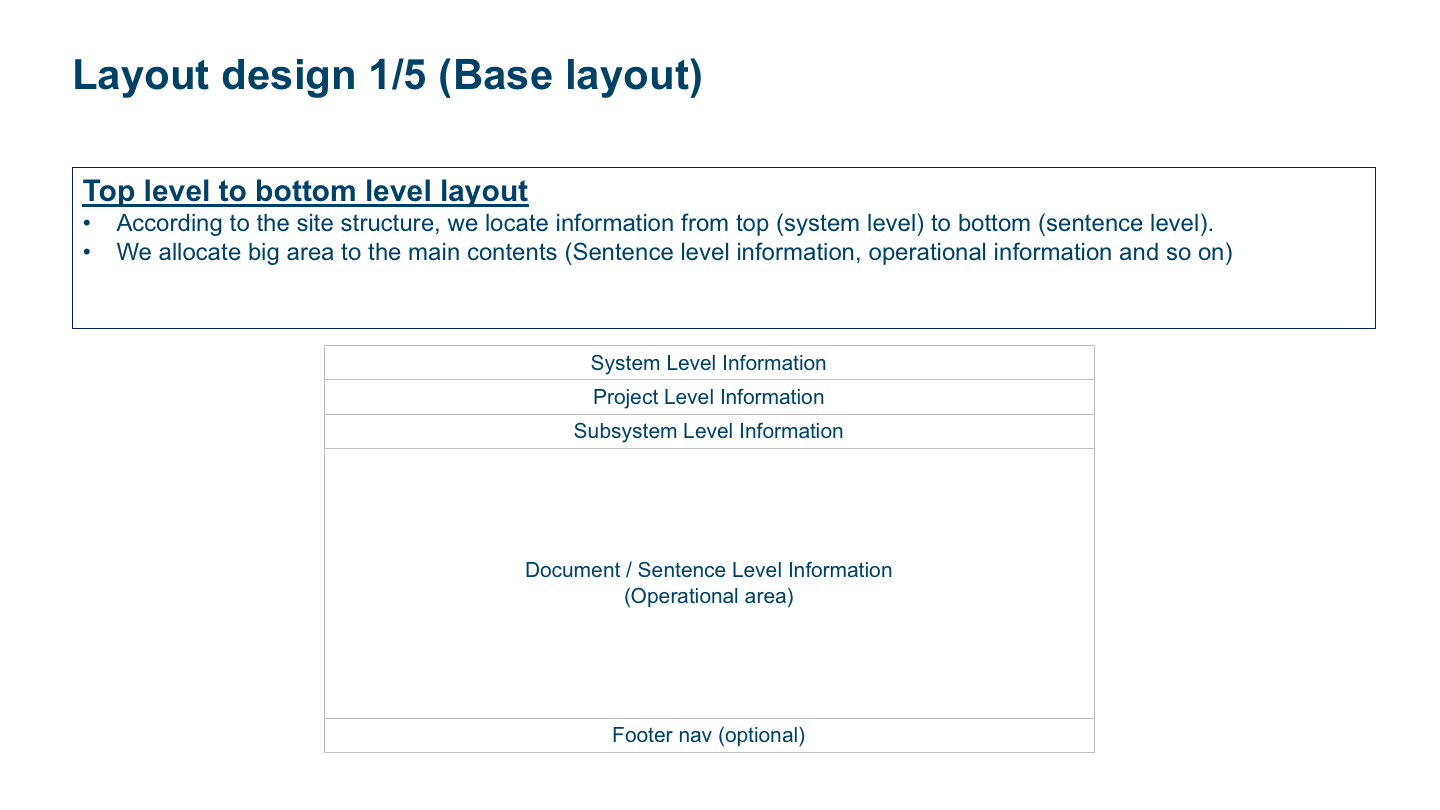 Layout design 1/5 (Base layout)
Top level to bottom level layout
• According to the site structure, we locate information from top (system level) to bottom (sentence level).
• We allocate big area to the main contents (Sentence level information, operational information and so on)
System Level Information
Project Level Information
Subsystem Level Information
Document / Sentence Level Information
(Operational area)
Footer nav (optional)